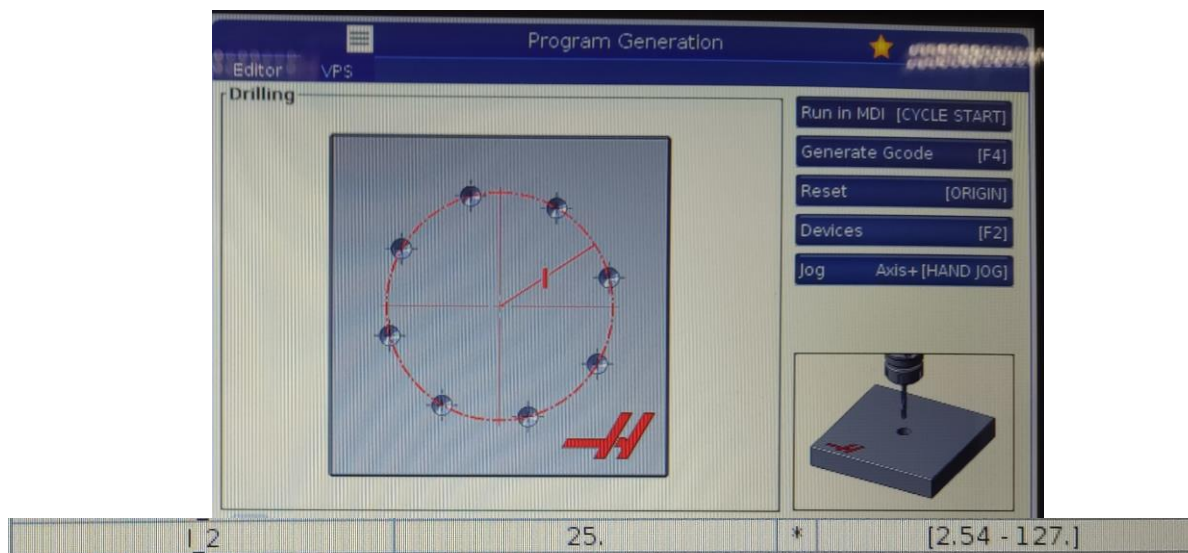 Program Generation
Editor VPS
Drilling
Run in MDI [CYCLE START]
Generate Gcode [F4]
Reset [ORIGIN]
Devices [F2]
Jog Axis+ [HAND JOG]
I
I_2 25. * [2.54 - 127.]